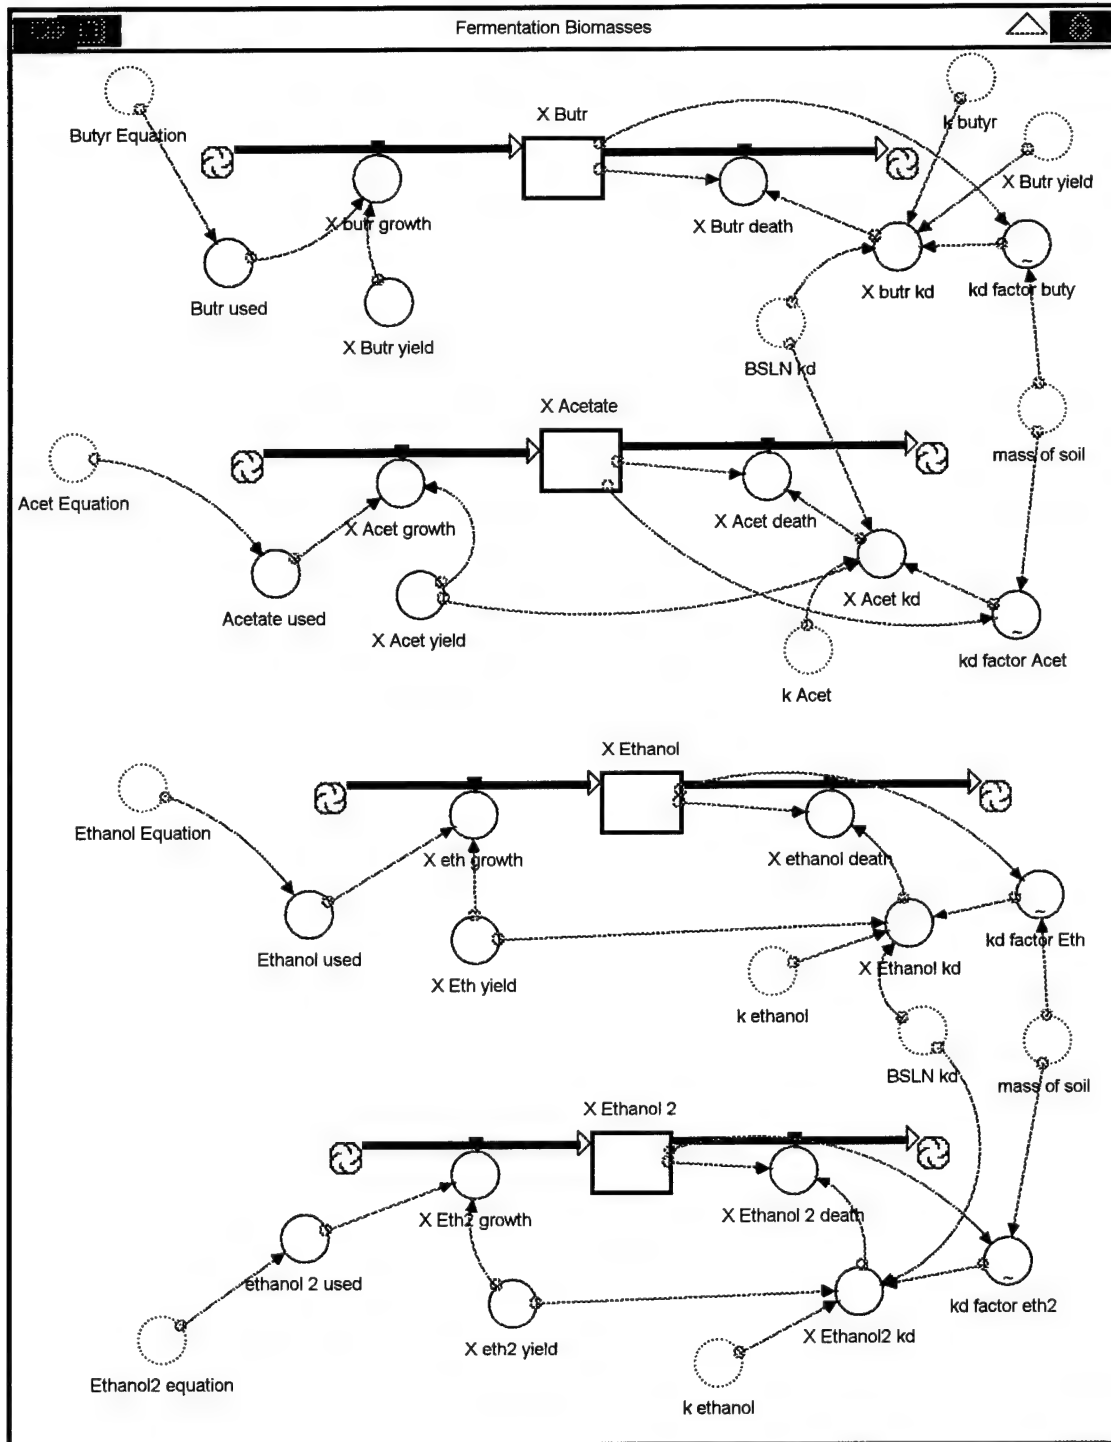 Fermentation Biomasses
Butyr Equation
X Butr
k butyr
X Butr yield
X butr growth
X Butr death
Butr used
X Butr yield
X butr kd
kd factor buty
~
BSLN kd
X Acetate
mass of soil
Acet Equation
X Acet growth
X Acet death
Acetate used
X Acet yield
X Acet kd
~
kd factor Acet
k Acet
X Ethanol
Ethanol Equation
X eth growth
X ethanol death
Ethanol used
X Eth yield
k ethanol
X Ethanol kd
~
kd factor Eth
BSLN kd
mass of soil
X Ethanol 2
X Eth2 growth
X Ethanol 2 death
ethanol 2 used
X eth2 yield
X Ethanol2 kd
~
kd factor eth2
Ethanol2 equation
k ethanol